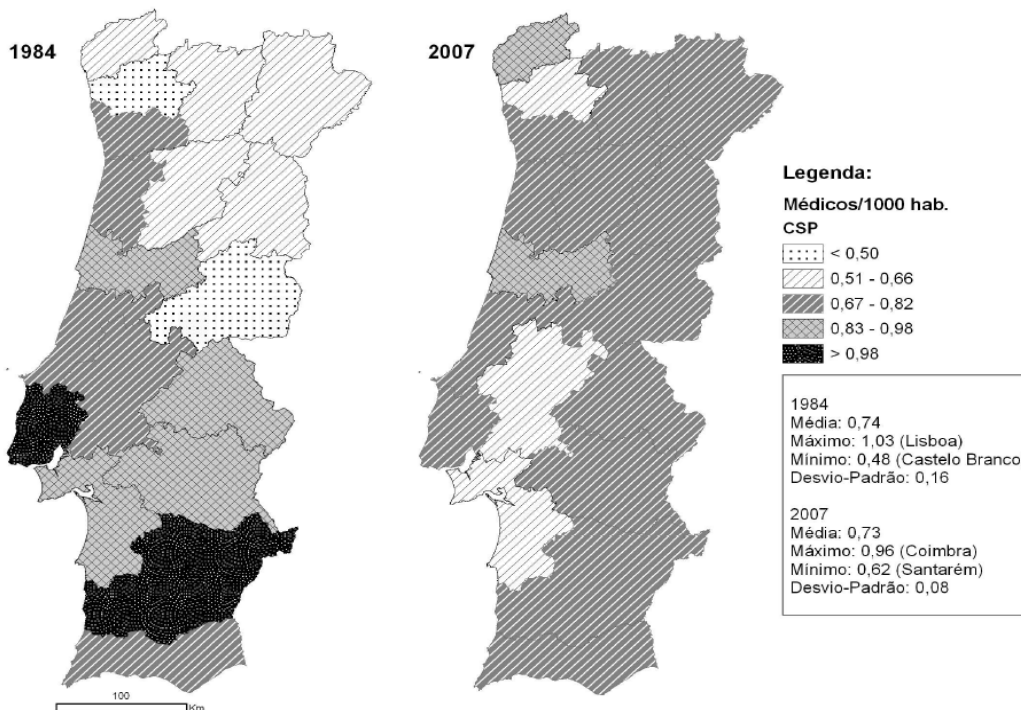 1984
2007
Legenda:
Médicos/1000 hab.
CSP
< 0,50
0,51 - 0,66
0,67 - 0,82
0,83 - 0,98
> 0,98
1984
Média: 0,74
Máximo: 1,03 (Lisboa)
Mínimo: 0,48 (Castelo Branco
Desvio-Padrão: 0,16
2007
Média: 0,73
Máximo: 0,96 (Coimbra)
Mínimo: 0,62 (Santarém)
Desvio-Padrão: 0,08
100
Km